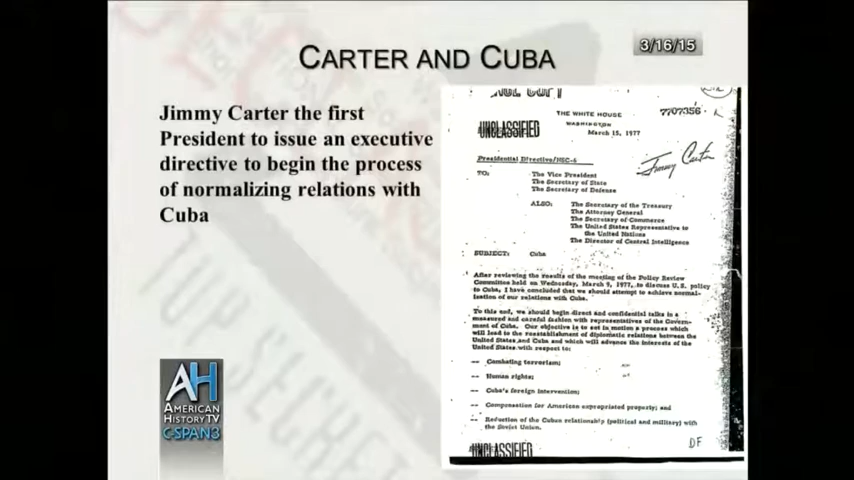 CARTER AND CUBA
3/16/15
Jimmy Carter the first
President to issue an executive
directive to begin the process
of normalizing relations with
Cuba
THE WHITE HOUSE
WASHINGTON
7707356
UNCLASSIFIED
March 15, 1977
Presidential Directive/NSC-6
Jimmy Carter
TO: The Vice President
The Secretary of State
The Secretary of Defense
ALSO: The Secretary of the Treasury
The Attorney General
The Secretary of Commerce
The United States Representative to
the United Nations
The Director of Central Intelligence
SUBJECT: Cuba
After reviewing the results of the meeting of the Policy Review
Committee held on Wednesday, March 9, 1977, to discuss U.S. policy
to Cuba, I have concluded that we should attempt to achieve normal-
ization of our relations with Cuba.
To this end, we should begin direct and confidential talks in a
measured and careful fashion with representatives of the Govern-
ment of Cuba. Our objective is to set in motion a process which
will lead to the reestablishment of diplomatic relations between the
United States and Cuba and which will advance the interests of the
United States with respect to:
-- Combating terrorism;
-- Human rights;
-- Cuba's foreign intervention;
-- Compensation for American expropriated property; and
-- Reduction of the Cuban relationship (political and military) with
the Soviet Union.
UNCLASSIFIED
DF
AH
AMERICAN
HISTORY TV
C-SPAN3